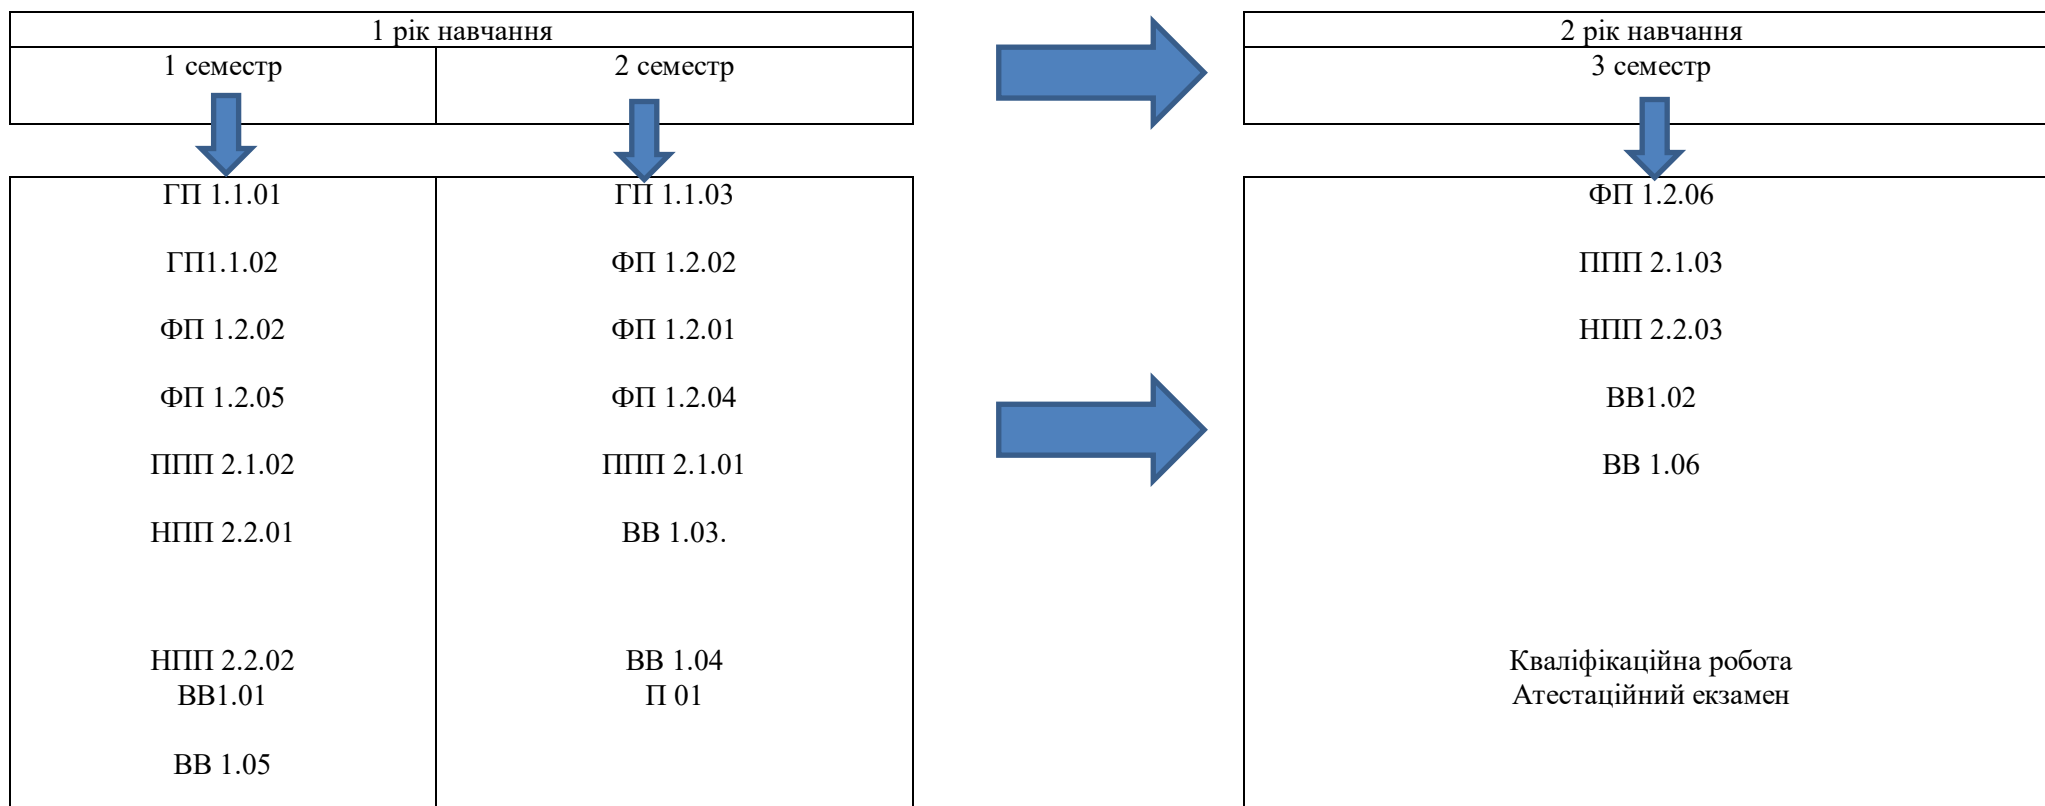 1 рік навчання
1 семестр
2 семестр
ГП 1.1.01
ГП1.1.02
ФП 1.2.02
ФП 1.2.05
ППП 2.1.02
НПП 2.2.01
НПП 2.2.02
ВВ1.01
ВВ 1.05
ГП 1.1.03
ФП 1.2.02
ФП 1.2.01
ФП 1.2.04
ППП 2.1.01
ВВ 1.03.
ВВ 1.04
П 01
2 рік навчання
3 семестр
ФП 1.2.06
ППП 2.1.03
НПП 2.2.03
ВВ1.02
ВВ 1.06
Кваліфікаційна робота
Атестаційний екзамен